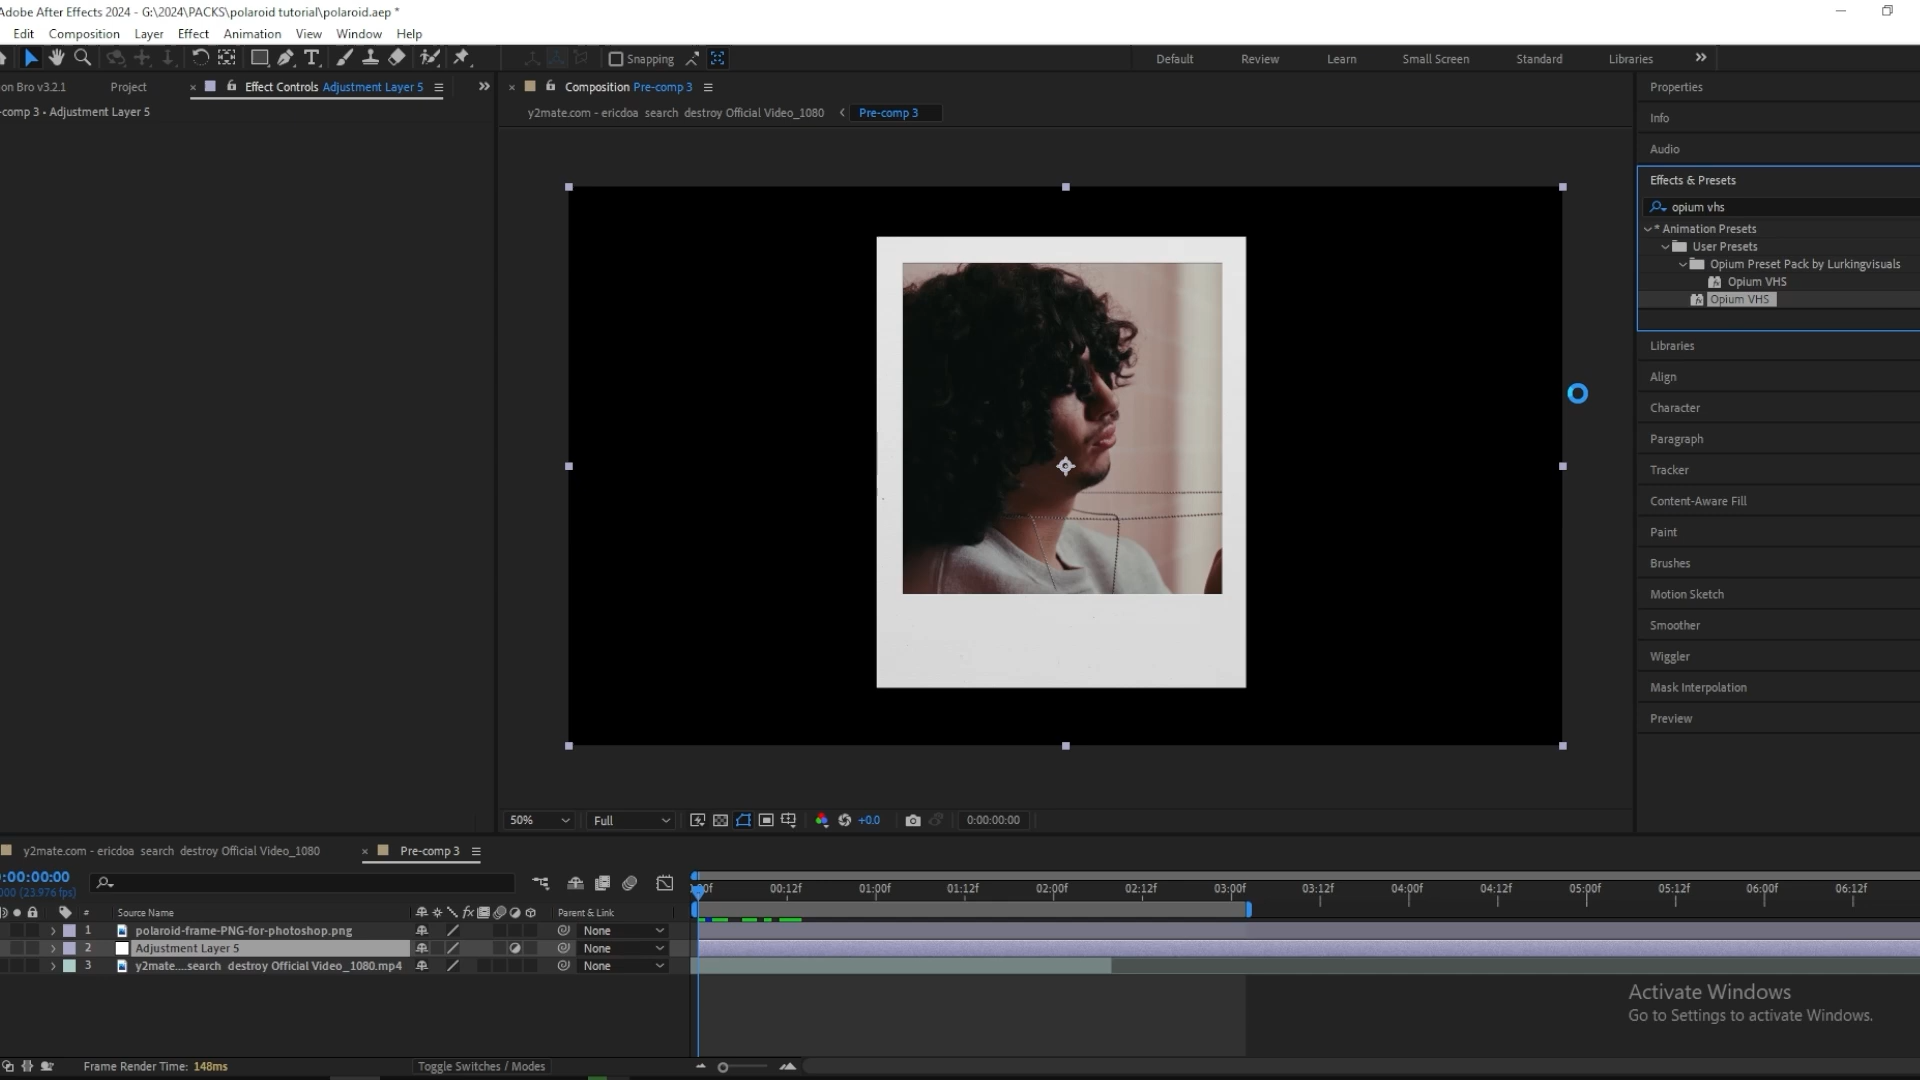 Adobe After Effects 2024 - G:\2024\PACKS\polaroid tutorial\polaroid.aep *
Edit Composition Layer Effect Animation View Window Help
Snapping
Default Review Learn Small Screen Standard Libraries
on Bro v3.2.1 Project Effect Controls Adjustment Layer 5
-comp 3 • Adjustment Layer 5
Composition Pre-comp 3
y2mate.com - ericdoa search destroy Official Video_1080 Pre-comp 3
Properties
Info
Audio
Effects & Presets
opium vhs
* Animation Presets
User Presets
Opium Preset Pack by Lurkingvisuals
Opium VHS
Opium VHS
Libraries
Align
Character
Paragraph
Tracker
Content-Aware Fill
Paint
Brushes
Motion Sketch
Smoother
Wiggler
Mask Interpolation
Preview
50% Full +0.0 0:00:00:00
y2mate.com - ericdoa search destroy Official Video_1080 Pre-comp 3
:00:00:00
000 (23.976 fps)
:00f 00:12f 01:00f 01:12f 02:00f 02:12f 03:00f 03:12f 04:00f 04:12f 05:00f 05:12f 06:00f 06:12f
# Source Name fx Parent & Link
1 polaroid-frame-PNG-for-photoshop.png None
2 Adjustment Layer 5 None
3 y2mate....search destroy Official Video_1080.mp4 None
Activate Windows
Go to Settings to activate Windows.
Frame Render Time: 148ms Toggle Switches / Modes